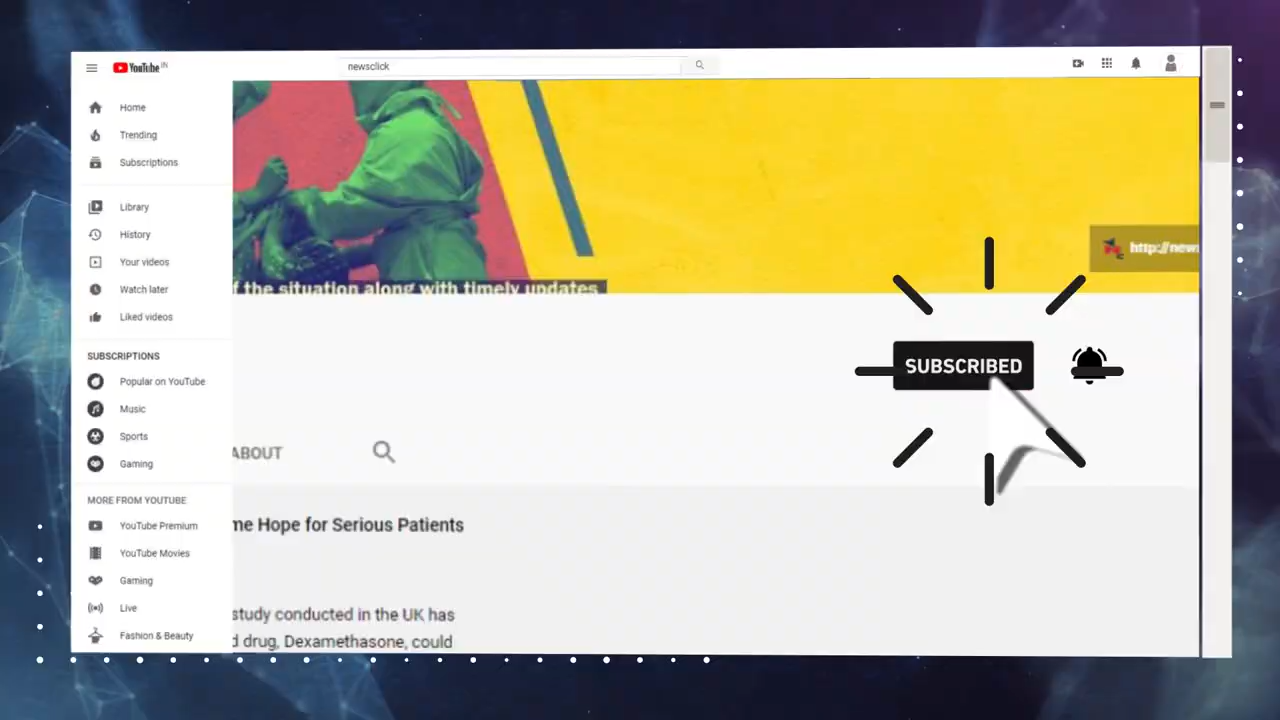 YouTube IN
newsclick
Home
Trending
Subscriptions
Library
History
Your videos
Watch later
Liked videos
SUBSCRIPTIONS
Popular on YouTube
Music
Sports
Gaming
MORE FROM YOUTUBE
YouTube Premium
YouTube Movies
Gaming
Live
Fashion & Beauty
f the situation along with timely updates
http://news
SUBSCRIBED
ABOUT
me Hope for Serious Patients
study conducted in the UK has
d drug, Dexamethasone, could